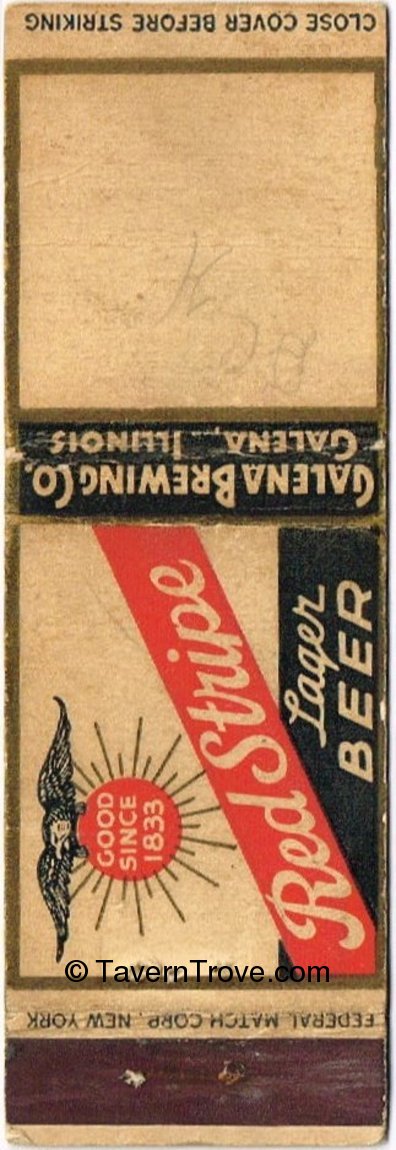 CLOSE COVER BEFORE STRIKING
GALENA BREWING CO.
GALENA, ILLINOIS
Red Stripe
Lager
BEER
GOOD
SINCE
1833
© TavernTrove.com
FEDERAL MATCH CORP. NEW YORK